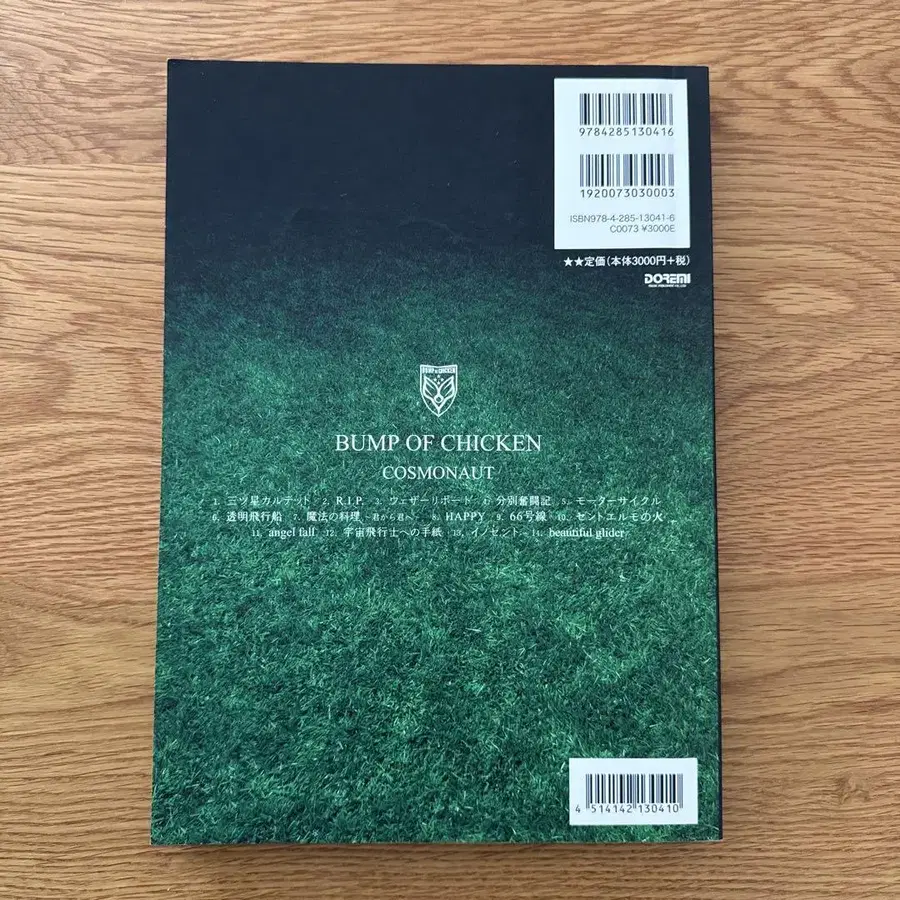 9784285130416
1920073030003
ISBN978-4-285-13041-6
C0073 ¥3000E
★★定価(本体3000円+税)
DOREMI
BUMP OF CHICKEN
BUMP OF CHICKEN
COSMONAUT
1. 三ツ星カルテット 2. R.I.P. 3. ウェザーリポート 4. 分別奮闘記 5. モーターサイクル
6. 透明飛行船 7. 魔法の料理 ~君から君へ~ 8. HAPPY 9. 66号線 10. セントエルモの火
11. angel fall 12. 宇宙飛行士への手紙 13. イノセント 14. beautiful glider
4 514142 130410